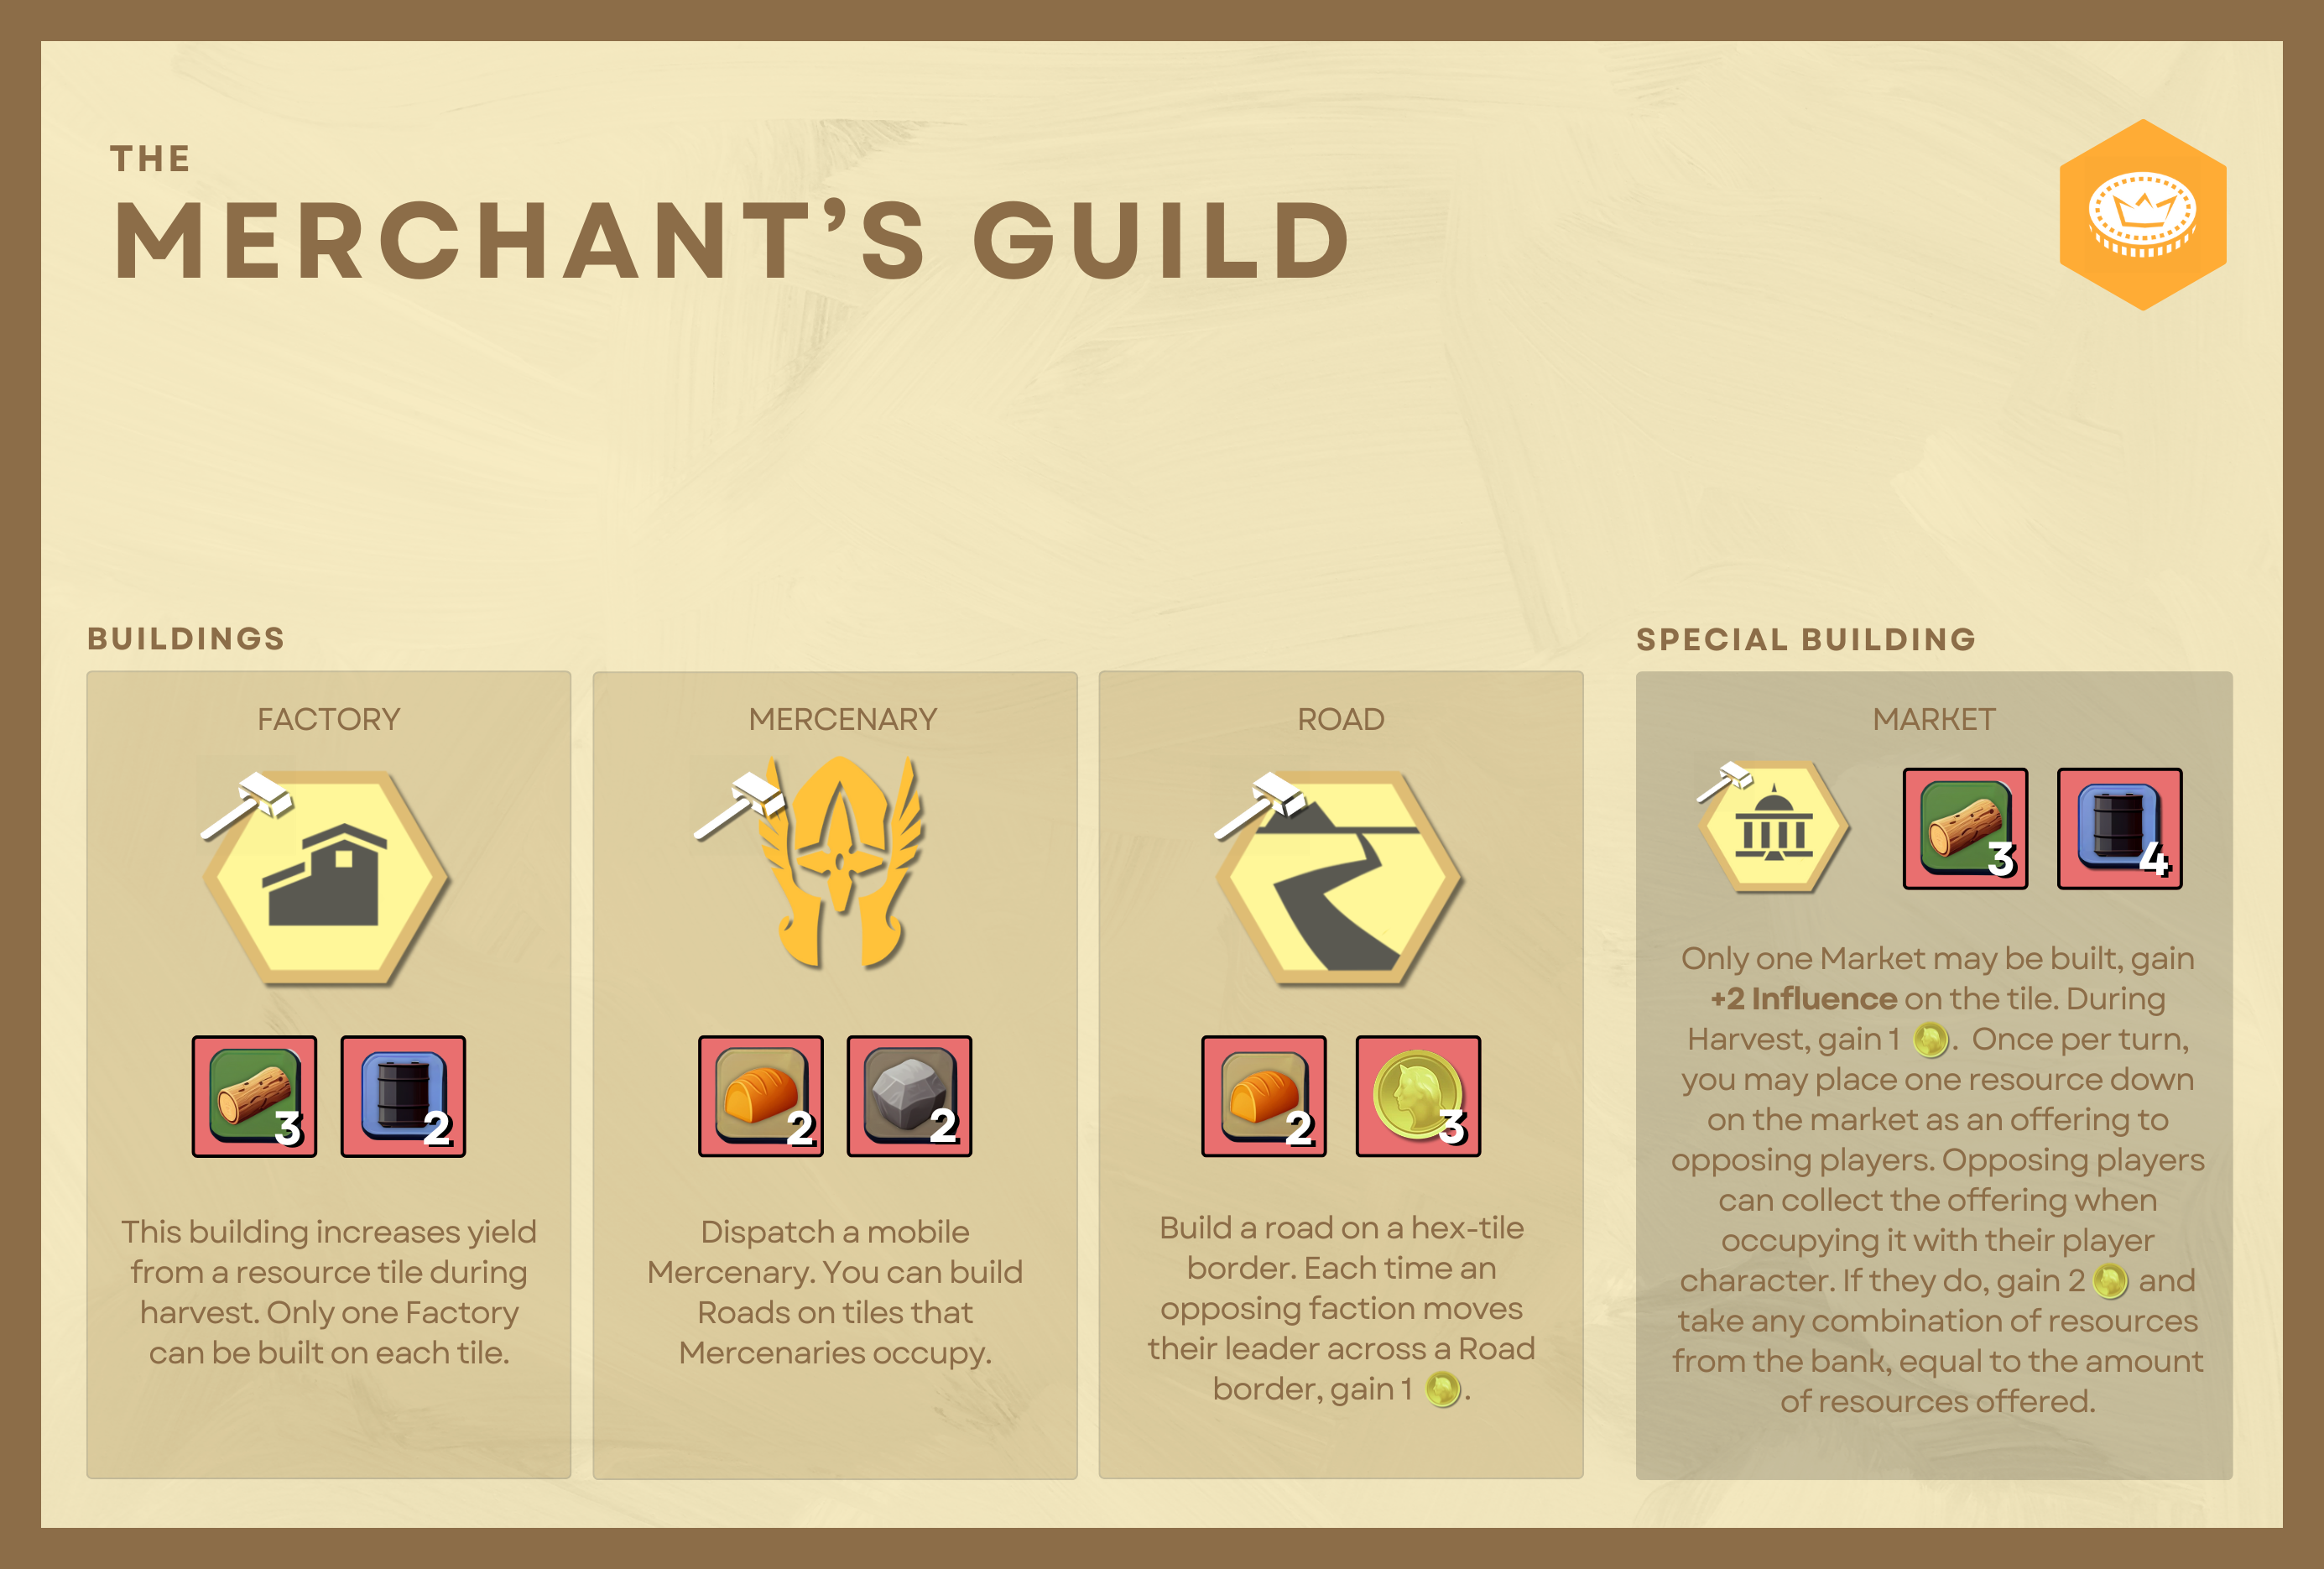 THE
MERCHANT’S GUILD
BUILDINGS
FACTORY
3 2
This building increases yield
from a resource tile during
harvest. Only one Factory
can be built on each tile.
MERCENARY
2 2
Dispatch a mobile
Mercenary. You can build
Roads on tiles that
Mercenaries occupy.
ROAD
2 3
Build a road on a hex-tile
border. Each time an
opposing faction moves
their leader across a Road
border, gain 1 .
SPECIAL BUILDING
MARKET
3 4
Only one Market may be built, gain
+2 Influence on the tile. During
Harvest, gain 1 . Once per turn,
you may place one resource down
on the market as an offering to
opposing players. Opposing players
can collect the offering when
occupying it with their player
character. If they do, gain 2 and
take any combination of resources
from the bank, equal to the amount
of resources offered.